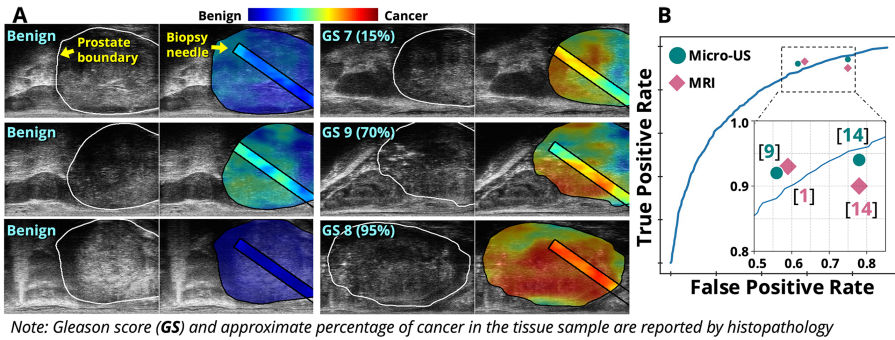 A
Benign
Cancer
B
Benign
Prostate
boundary
Biopsy
needle
GS 7 (15%)
Benign
GS 9 (70%)
Benign
GS 8 (95%)
Micro-US
MRI
True Positive Rate
1.0
0.9
0.8
[9]
[14]
[1]
[14]
0.5
0.6
0.7
0.8
False Positive Rate
Note: Gleason score (GS) and approximate percentage of cancer in the tissue sample are reported by histopathology